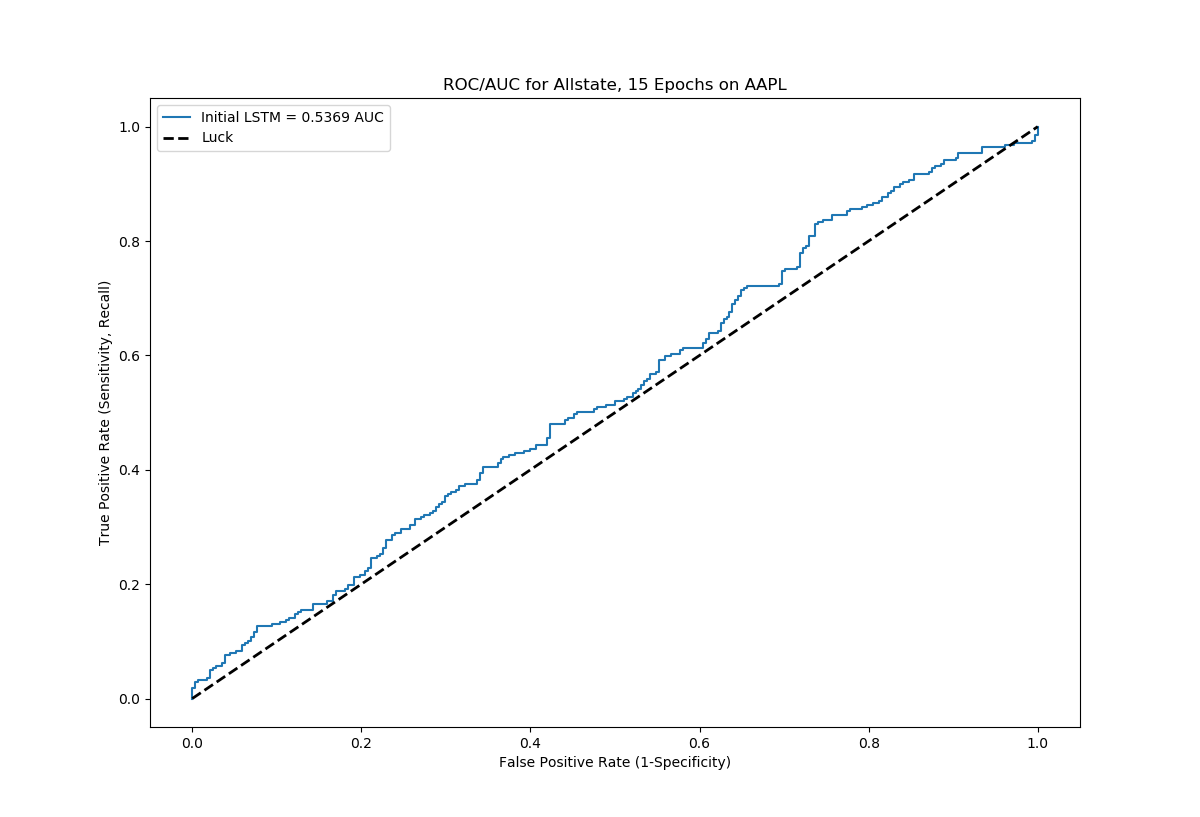 ROC/AUC for Allstate, 15 Epochs on AAPL
Initial LSTM = 0.5369 AUC
Luck
1.0
0.8
0.6
0.4
0.2
0.0
True Positive Rate (Sensitivity, Recall)
0.0 0.2 0.4 0.6 0.8 1.0
False Positive Rate (1-Specificity)